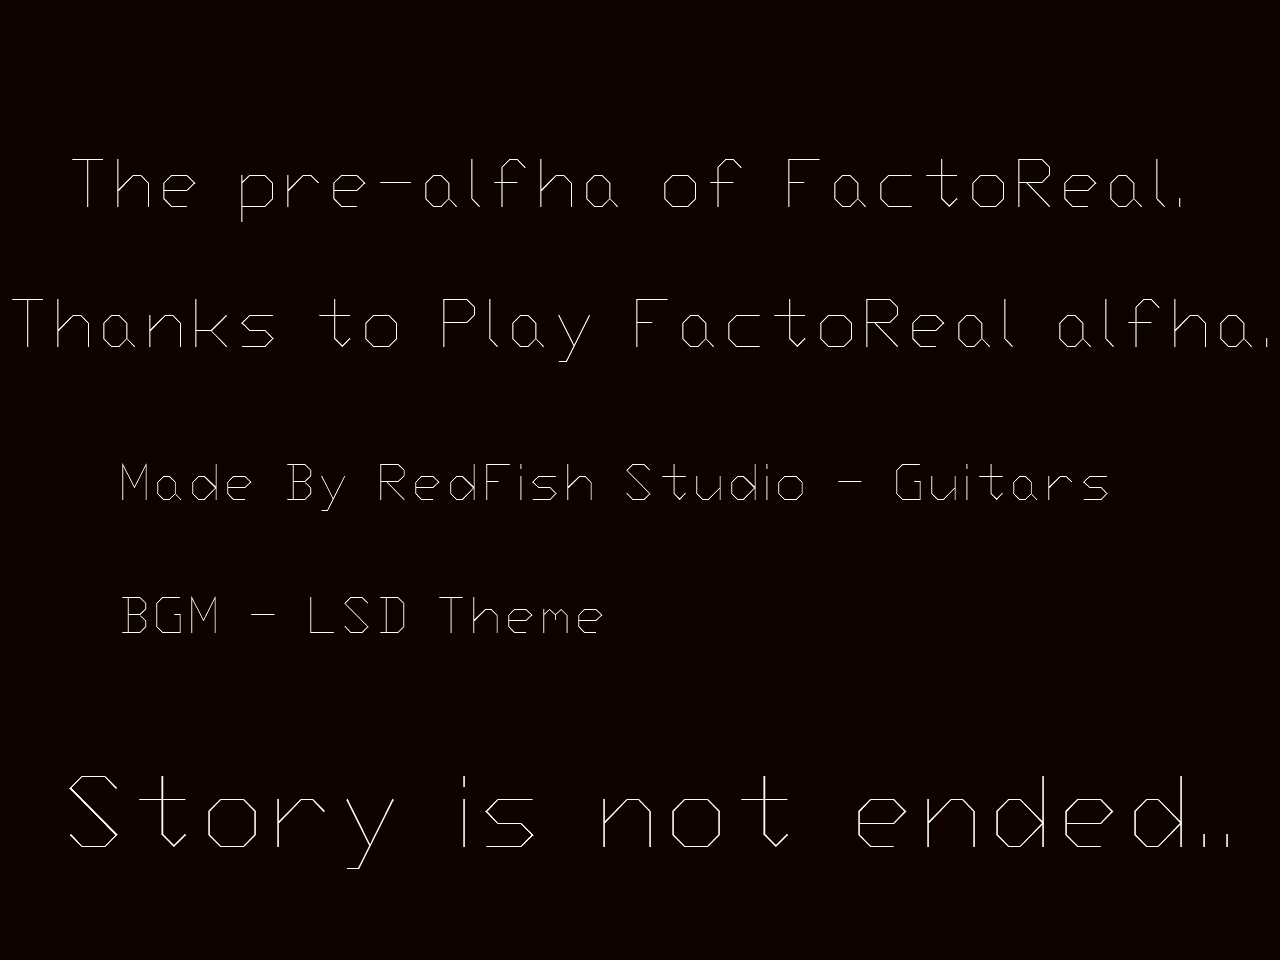 The pre-alfha of FactoReal.
Thanks to Play FactoReal alfha.
Made By RedFish Studio - Guitars
BGM - LSD Theme
Story is not ended..